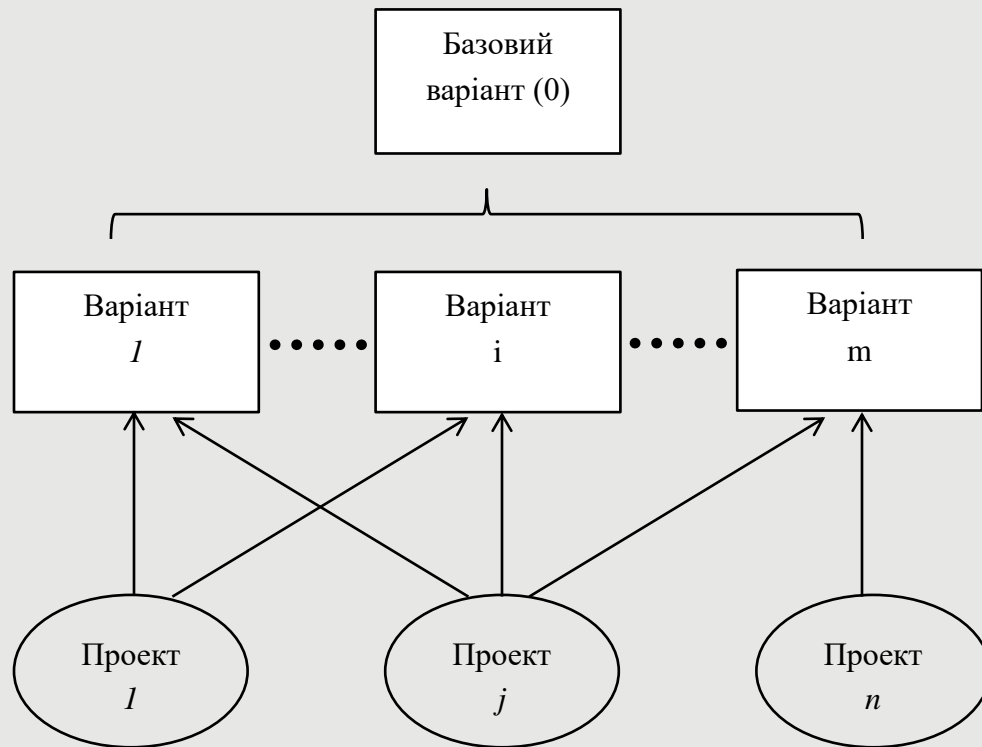 Базовий
варіант (0)
Варіант
1
Варіант
i
Варіант
m
Проект
1
Проект
j
Проект
n